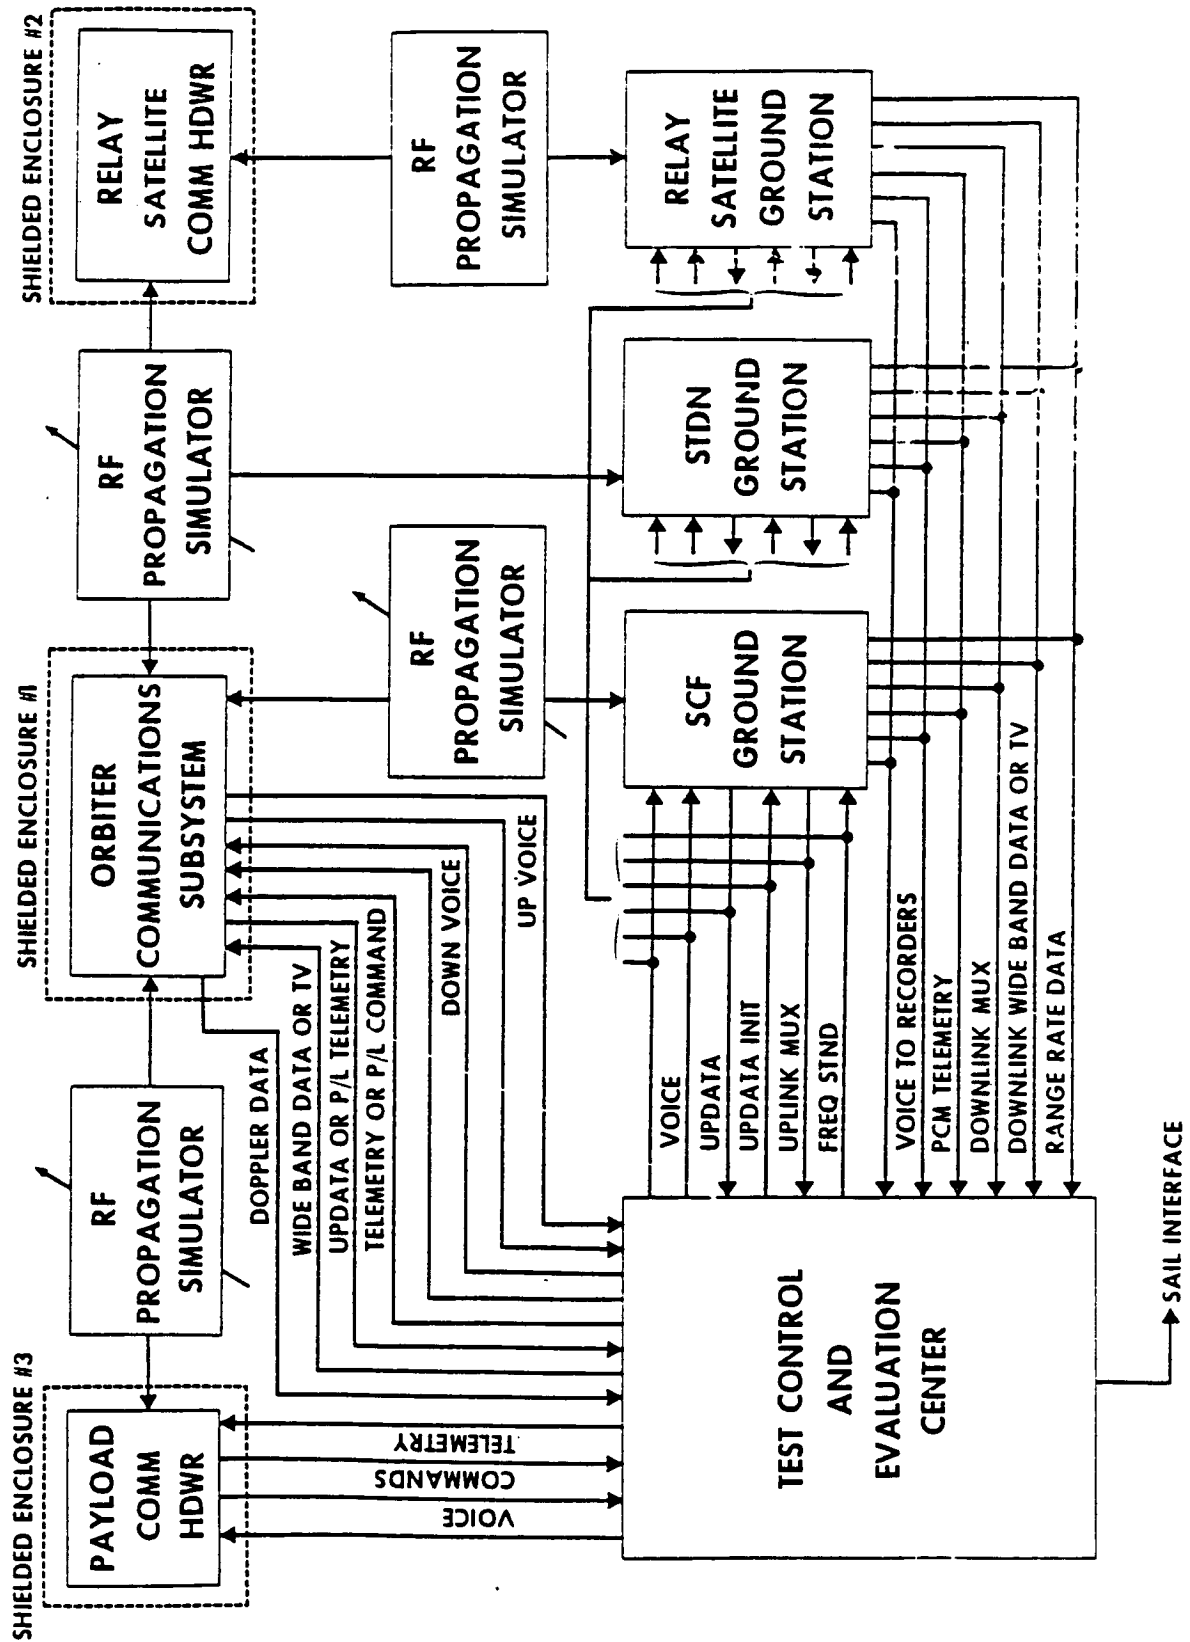 SHIELDED ENCLOSURE #3
PAYLOAD
COMM
HDWR
RF
PROPAGATION
SIMULATOR
SHIELDED ENCLOSURE #1
ORBITER
COMMUNICATIONS
SUBSYSTEM
RF
PROPAGATION
SIMULATOR
SHIELDED ENCLOSURE #2
RELAY
SATELLITE
COMM HDWR
VOICE
COMMANDS
TELEMETRY
DOPPLER DATA
WIDE BAND DATA OR TV
UPDATA OR P/L TELEMETRY
TELEMETRY OR P/L COMMAND
DOWN VOICE
UP VOICE
RF
PROPAGATION
SIMULATOR
RF
PROPAGATION
SIMULATOR
TEST CONTROL
AND
EVALUATION
CENTER
VOICE
UPDATA
UPDATA INIT
UPLINK MUX
FREQ STND
SCF
GROUND
STATION
STDN
GROUND
STATION
RELAY
SATELLITE
GROUND
STATION
VOICE TO RECORDERS
PCM TELEMETRY
DOWNLINK MUX
DOWNLINK WIDE BAND DATA OR TV
RANGE RATE DATA
SAIL INTERFACE